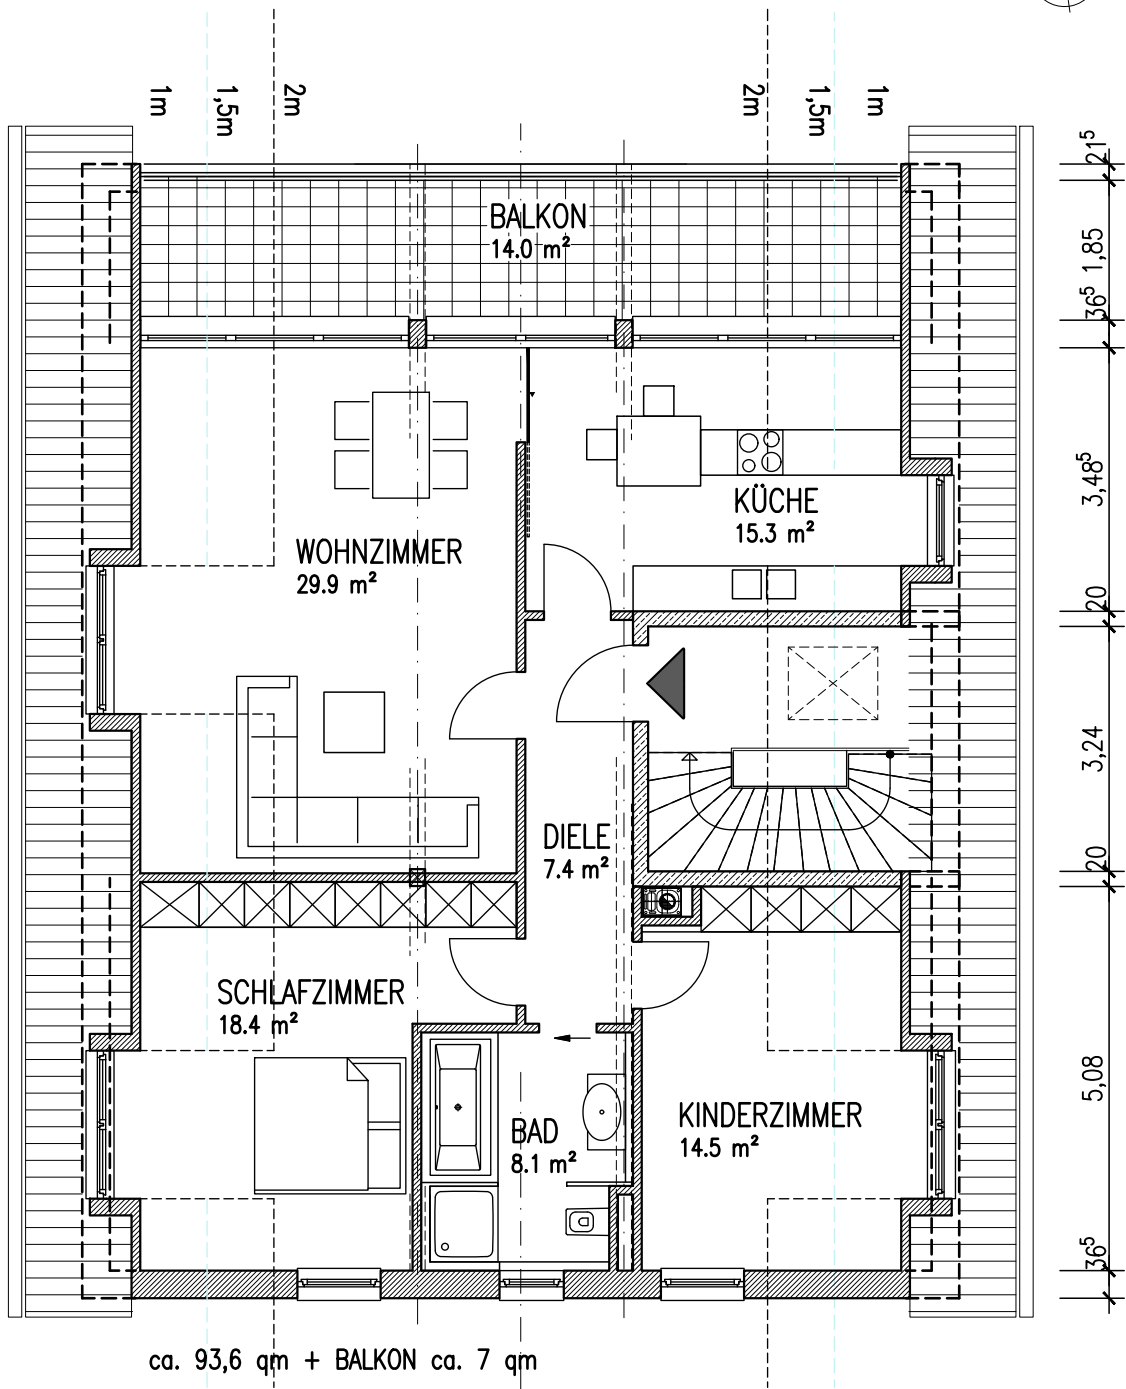 1m
1,5m
2m
2m
1,5m
1m
21⁵
BALKON
14.0 m²
1,85
36⁵
KÜCHE
15.3 m²
3,48⁵
WOHNZIMMER
29.9 m²
20
3,24
DIELE
7.4 m²
20
SCHLAFZIMMER
18.4 m²
5,08
KINDERZIMMER
14.5 m²
BAD
8.1 m²
36⁵
ca. 93,6 qm + BALKON ca. 7 qm